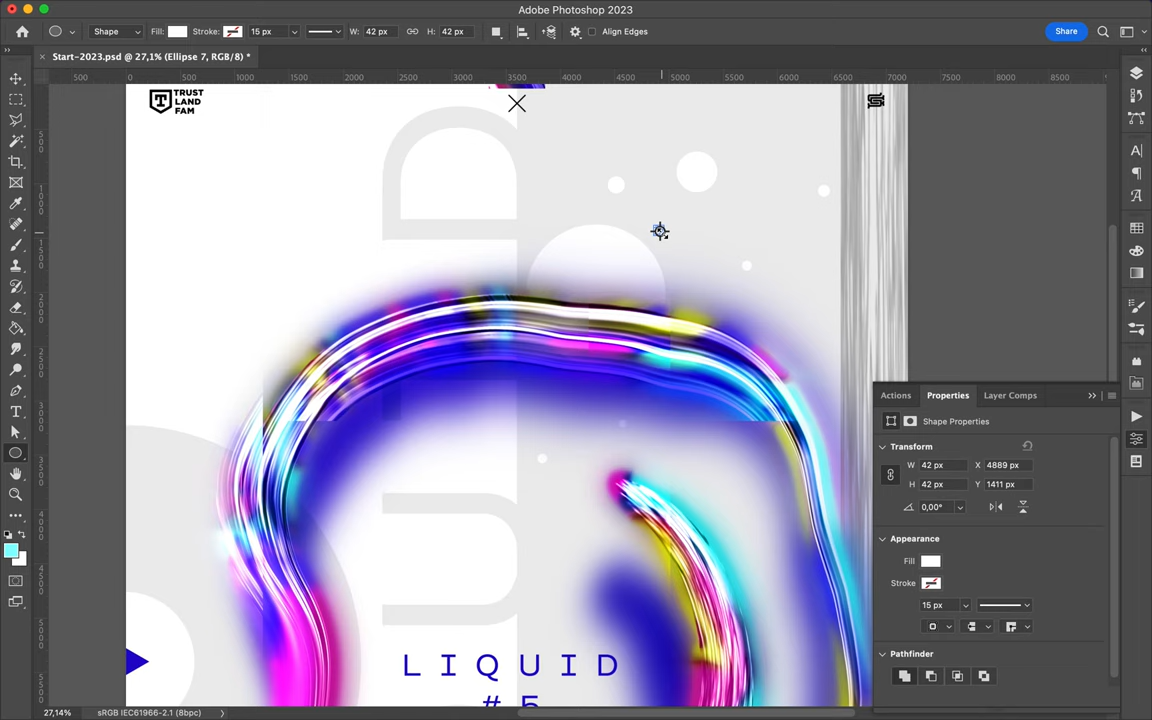 Adobe Photoshop 2023
Shape Fill: Stroke: 15 px W: 42 px H: 42 px Align Edges Share
Start-2023.psd @ 27,1% (Ellipse 7, RGB/8) *
500 0 500 1000 1500 2000 2500 3000 3500 4000 4500 5000 5500 6000 6500 7000 7500 8000 8500
TRUST
LAND
FAM
D
U
LIQUID
#5
Actions Properties Layer Comps
Shape Properties
Transform
W 42 px X 4889 px
H 42 px Y 1411 px
0,00°
Appearance
Fill
Stroke
15 px
Pathfinder
27,14% sRGB IEC61966-2.1 (8bpc)